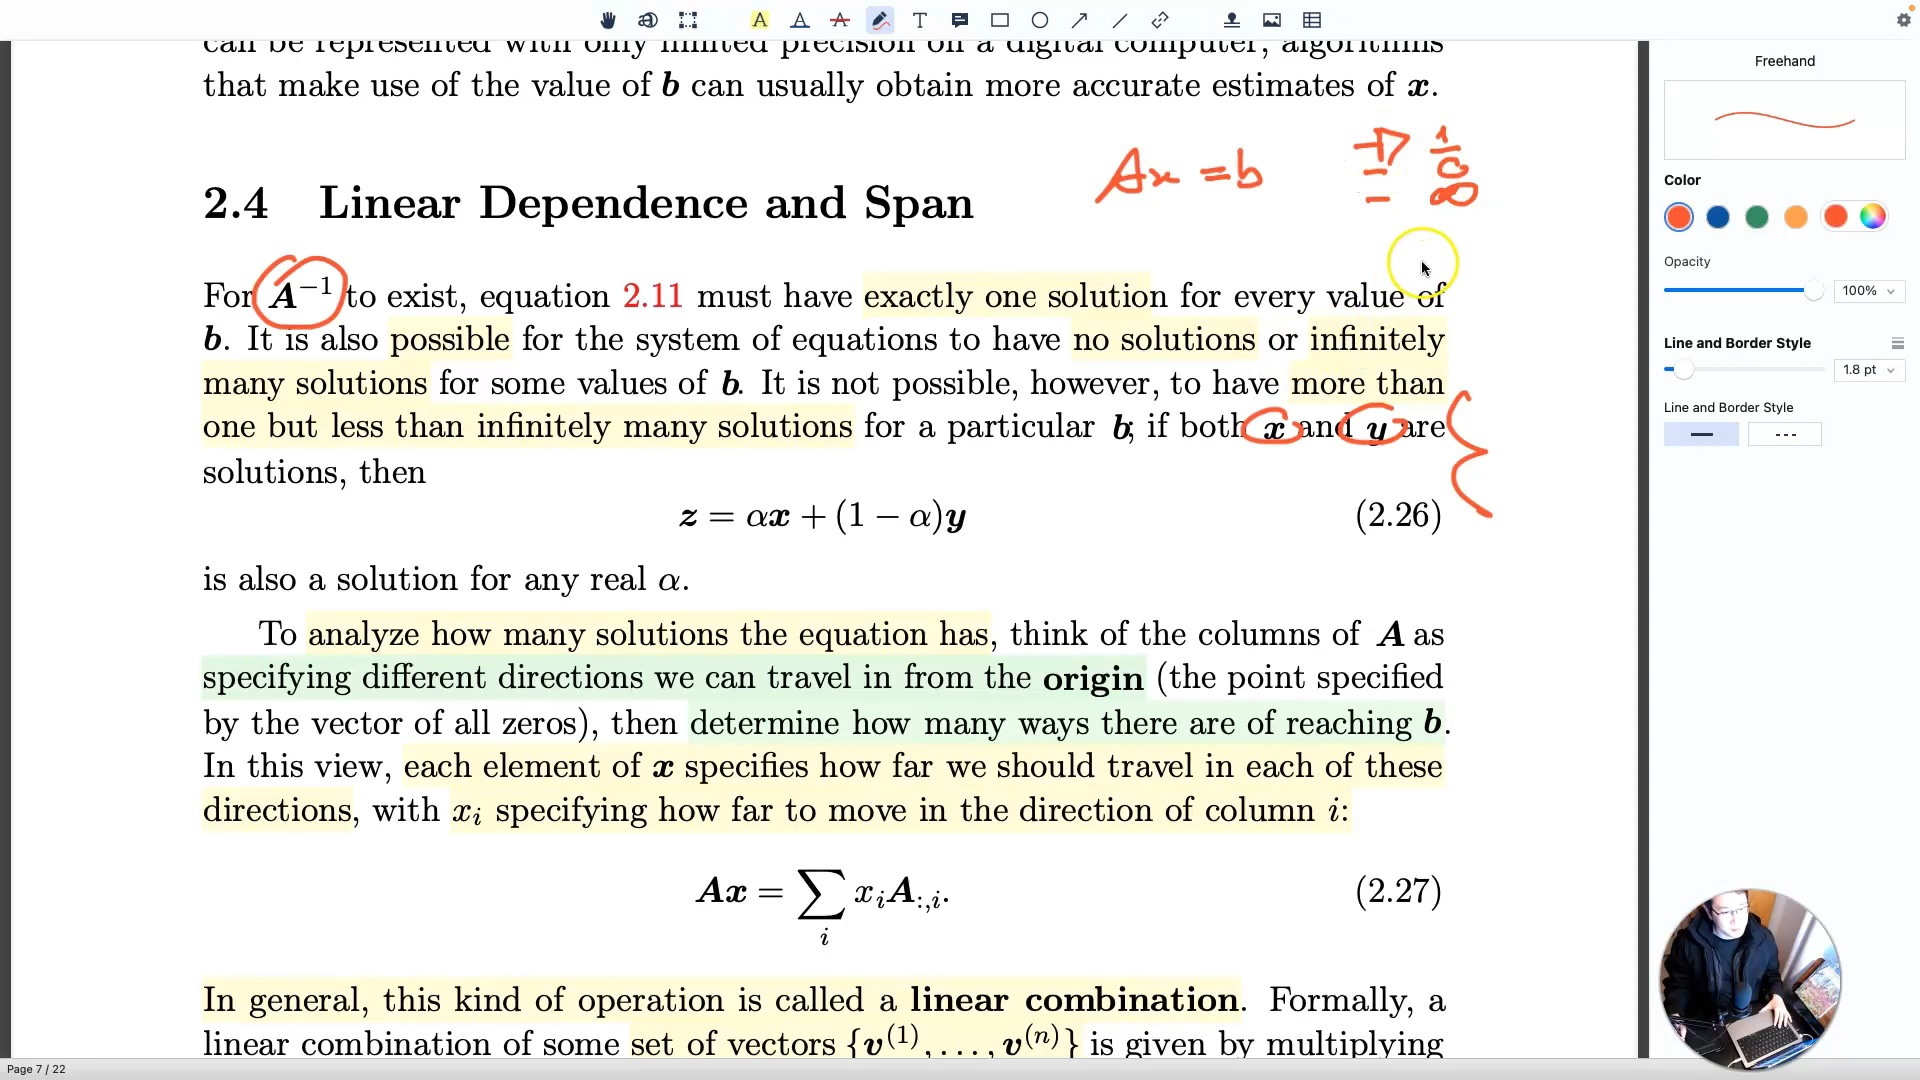 A A A T
can be represented with only limited precision on a digital computer, algorithms
that make use of the value of b can usually obtain more accurate estimates of x.
Ax = b
1
0
∞
2.4 Linear Dependence and Span
For A⁻¹ to exist, equation 2.11 must have exactly one solution for every value of
b. It is also possible for the system of equations to have no solutions or infinitely
many solutions for some values of b. It is not possible, however, to have more than
one but less than infinitely many solutions for a particular b; if both x and y are
solutions, then
z = αx + (1 − α)y (2.26)
is also a solution for any real α.
To analyze how many solutions the equation has, think of the columns of A as
specifying different directions we can travel in from the origin (the point specified
by the vector of all zeros), then determine how many ways there are of reaching b.
In this view, each element of x specifies how far we should travel in each of these
directions, with xᵢ specifying how far to move in the direction of column i:
Ax = ∑ᵢ xᵢA:,ᵢ. (2.27)
In general, this kind of operation is called a linear combination. Formally, a
linear combination of some set of vectors {v⁽¹⁾, . . . , v⁽ⁿ⁾} is given by multiplying
Page 7 / 22
Freehand
Color
Opacity
100%
Line and Border Style
1.8 pt
Line and Border Style